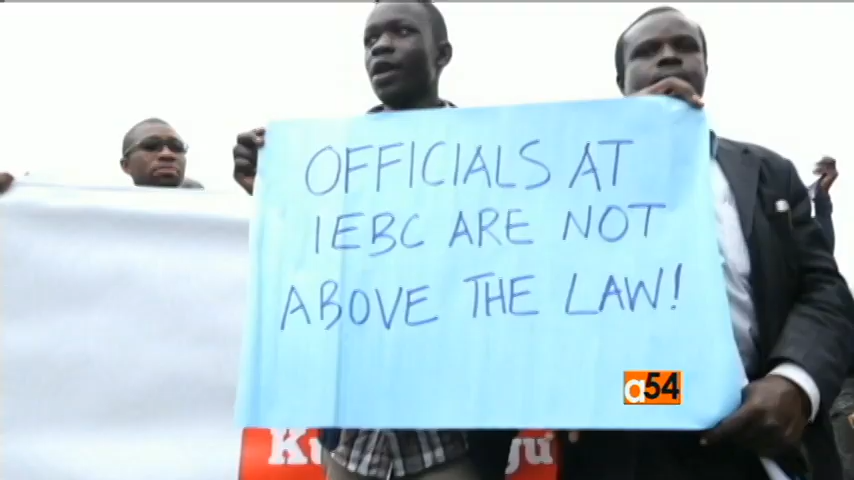 OFFICIALS AT
IEBC ARE NOT
ABOVE THE LAW!
a54